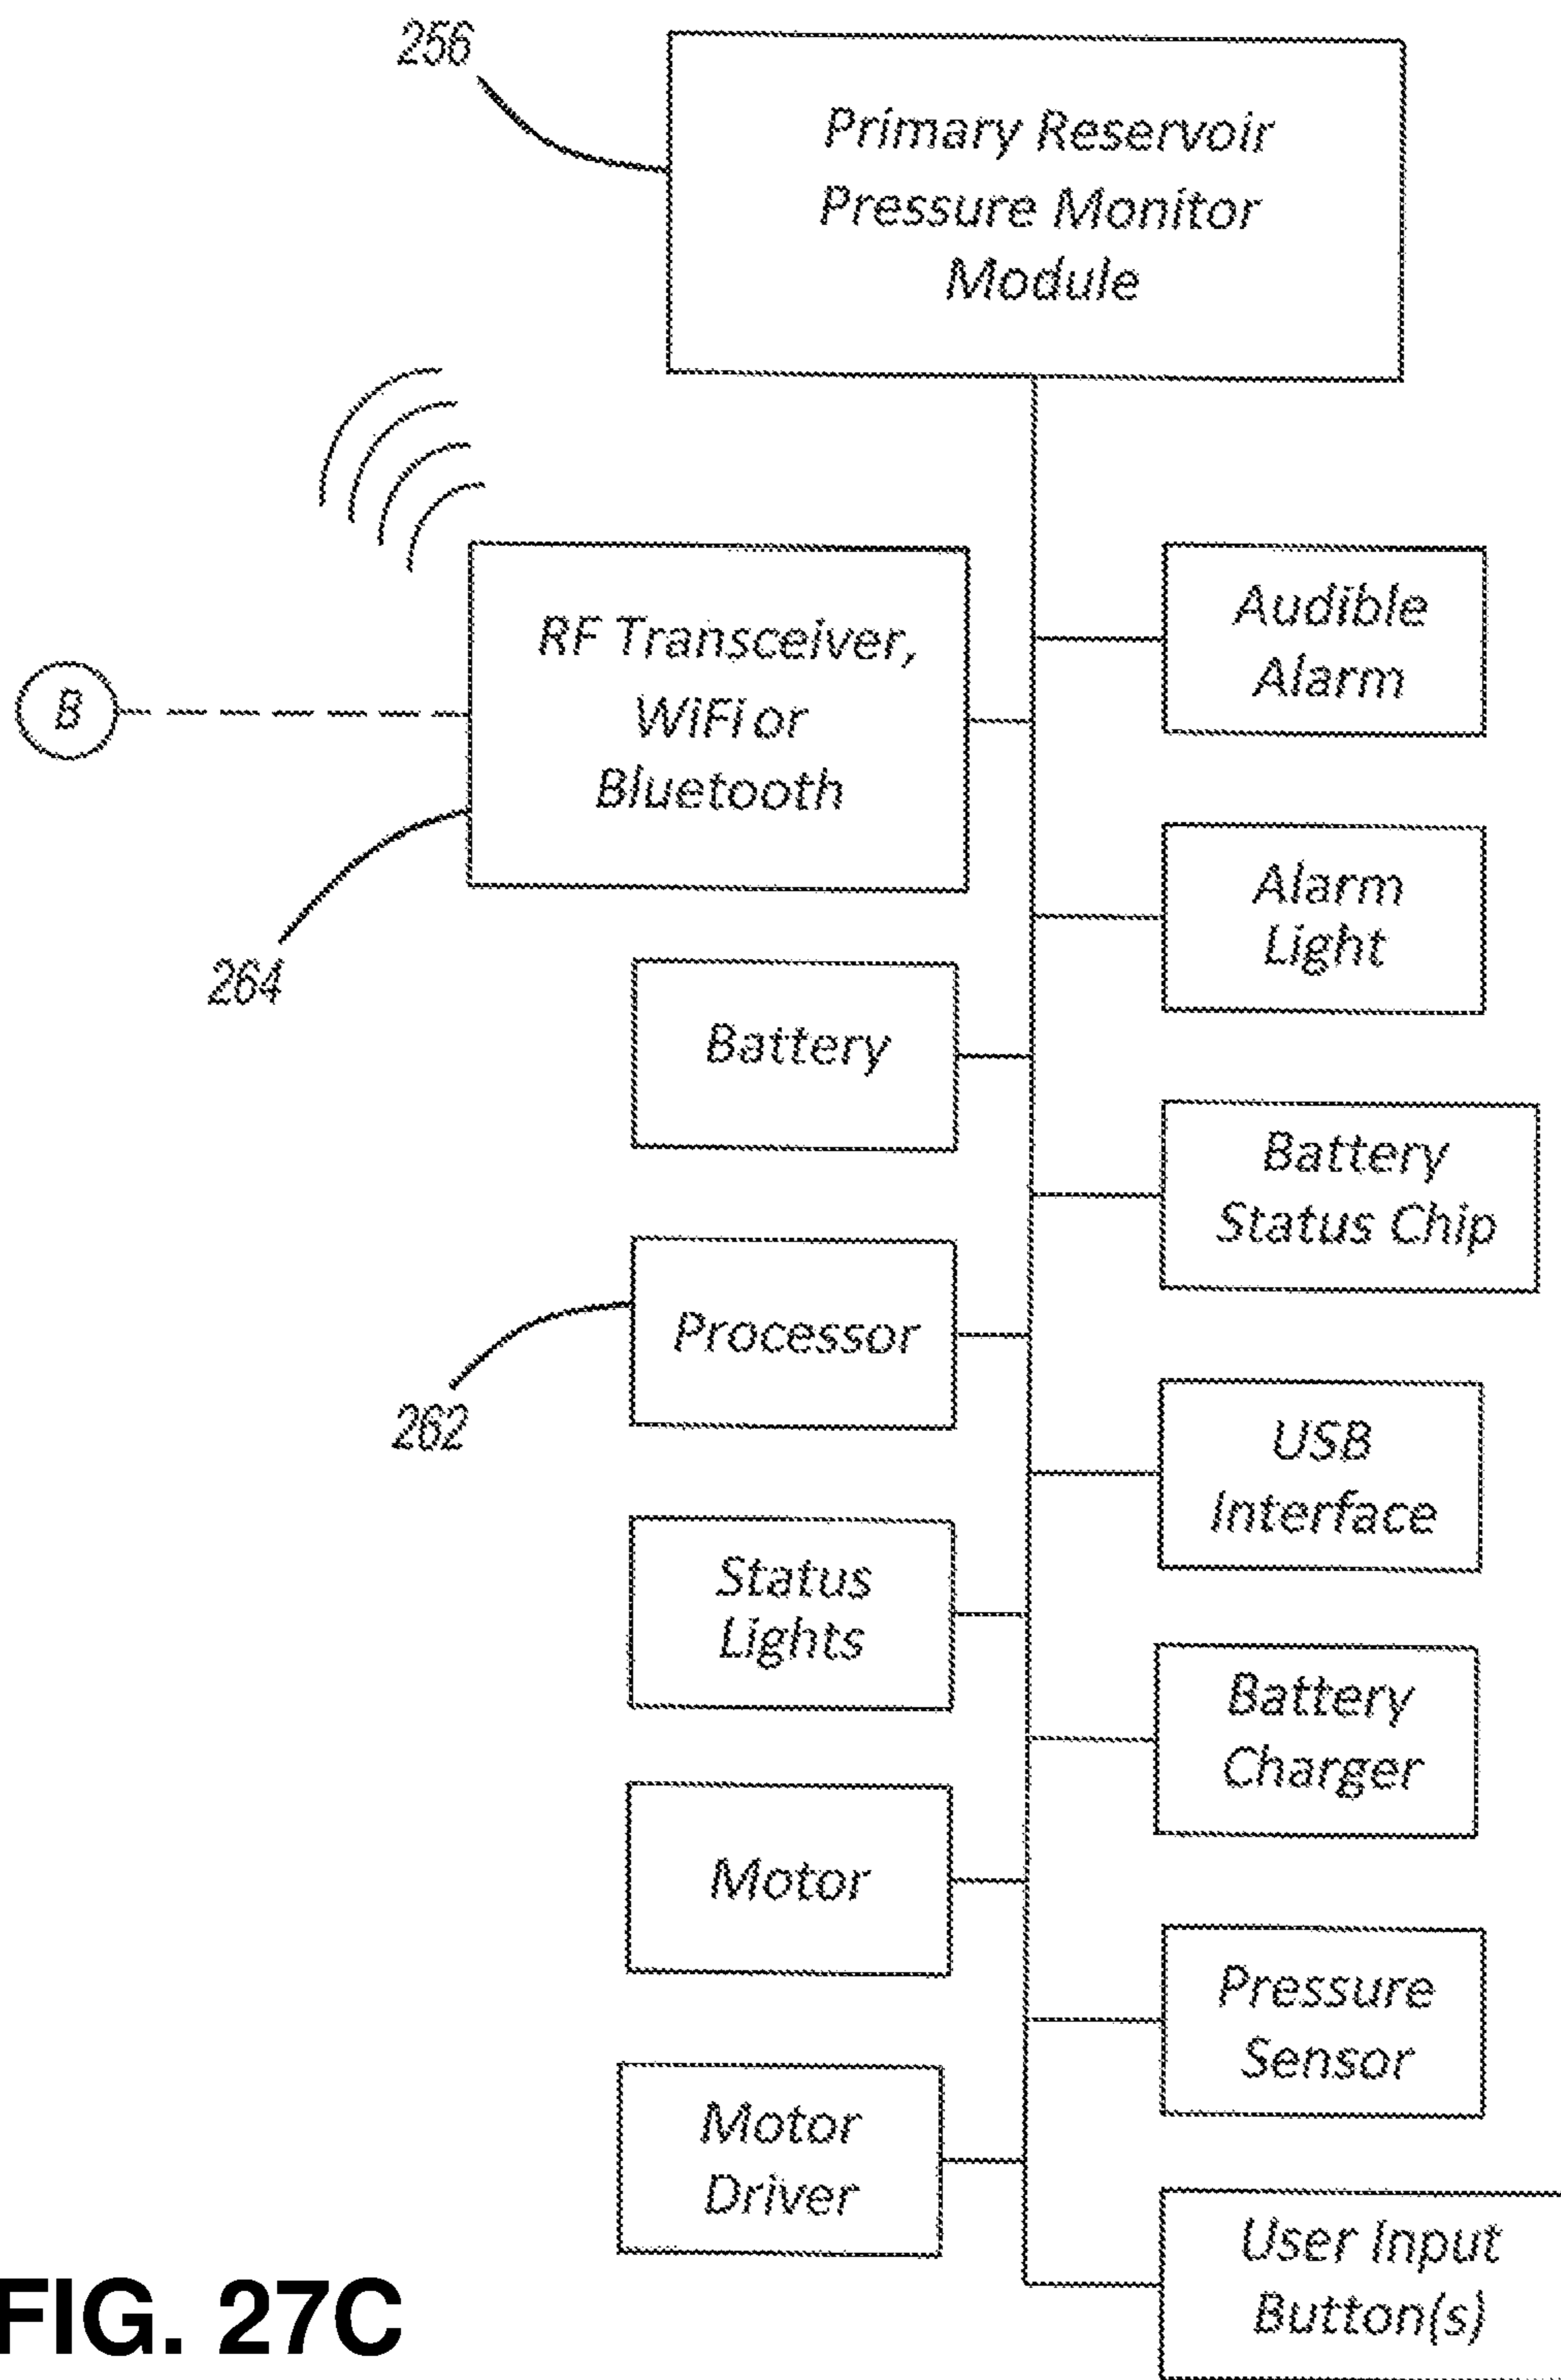 256
Primary Reservoir
Pressure Monitor
Module
RF Transceiver,
WiFi or
Bluetooth
B
264
Audible
Alarm
Alarm
Light
Battery
Battery
Status Chip
Processor
262
USB
Interface
Status
Lights
Battery
Charger
Motor
Pressure
Sensor
Motor
Driver
User Input
Button(s)
FIG. 27C